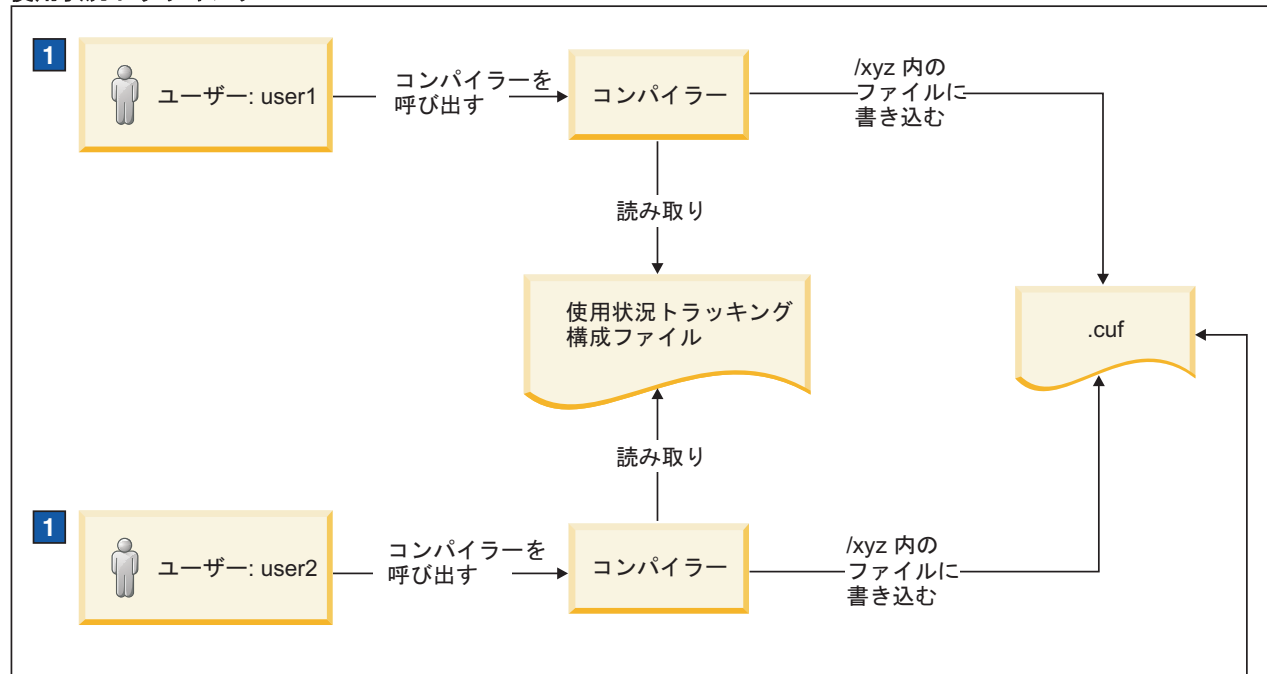 1
ユーザー: user1
コンパイラーを
呼び出す
コンパイラー
/xyz 内の
ファイルに
書き込む
読み取り
使用状況トラッキング
構成ファイル
.cuf
読み取り
1
ユーザー: user2
コンパイラーを
呼び出す
コンパイラー
/xyz 内の
ファイルに
書き込む